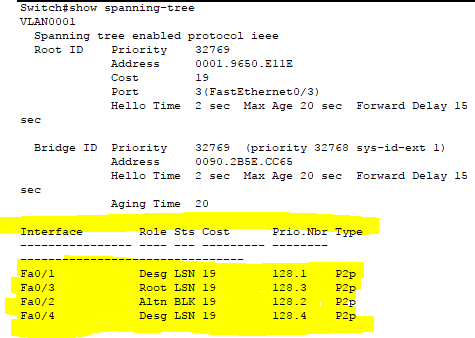 Switch#show spanning-tree
VLAN0001
  Spanning tree enabled protocol ieee
  Root ID    Priority    32769
             Address     0001.9650.E11E
             Cost        19
             Port        3(FastEthernet0/3)
             Hello Time  2 sec  Max Age 20 sec  Forward Delay 15
sec

  Bridge ID  Priority    32769  (priority 32768 sys-id-ext 1)
             Address     0090.2B5E.CC65
             Hello Time  2 sec  Max Age 20 sec  Forward Delay 15
sec
             Aging Time  20

Interface        Role Sts Cost      Prio.Nbr Type
---------------- ---- --- --------- --------
--------------------------------
Fa0/1            Desg LSN 19        128.1    P2p
Fa0/3            Root LSN 19        128.3    P2p
Fa0/2            Altn BLK 19        128.2    P2p
Fa0/4            Desg LSN 19        128.4    P2p